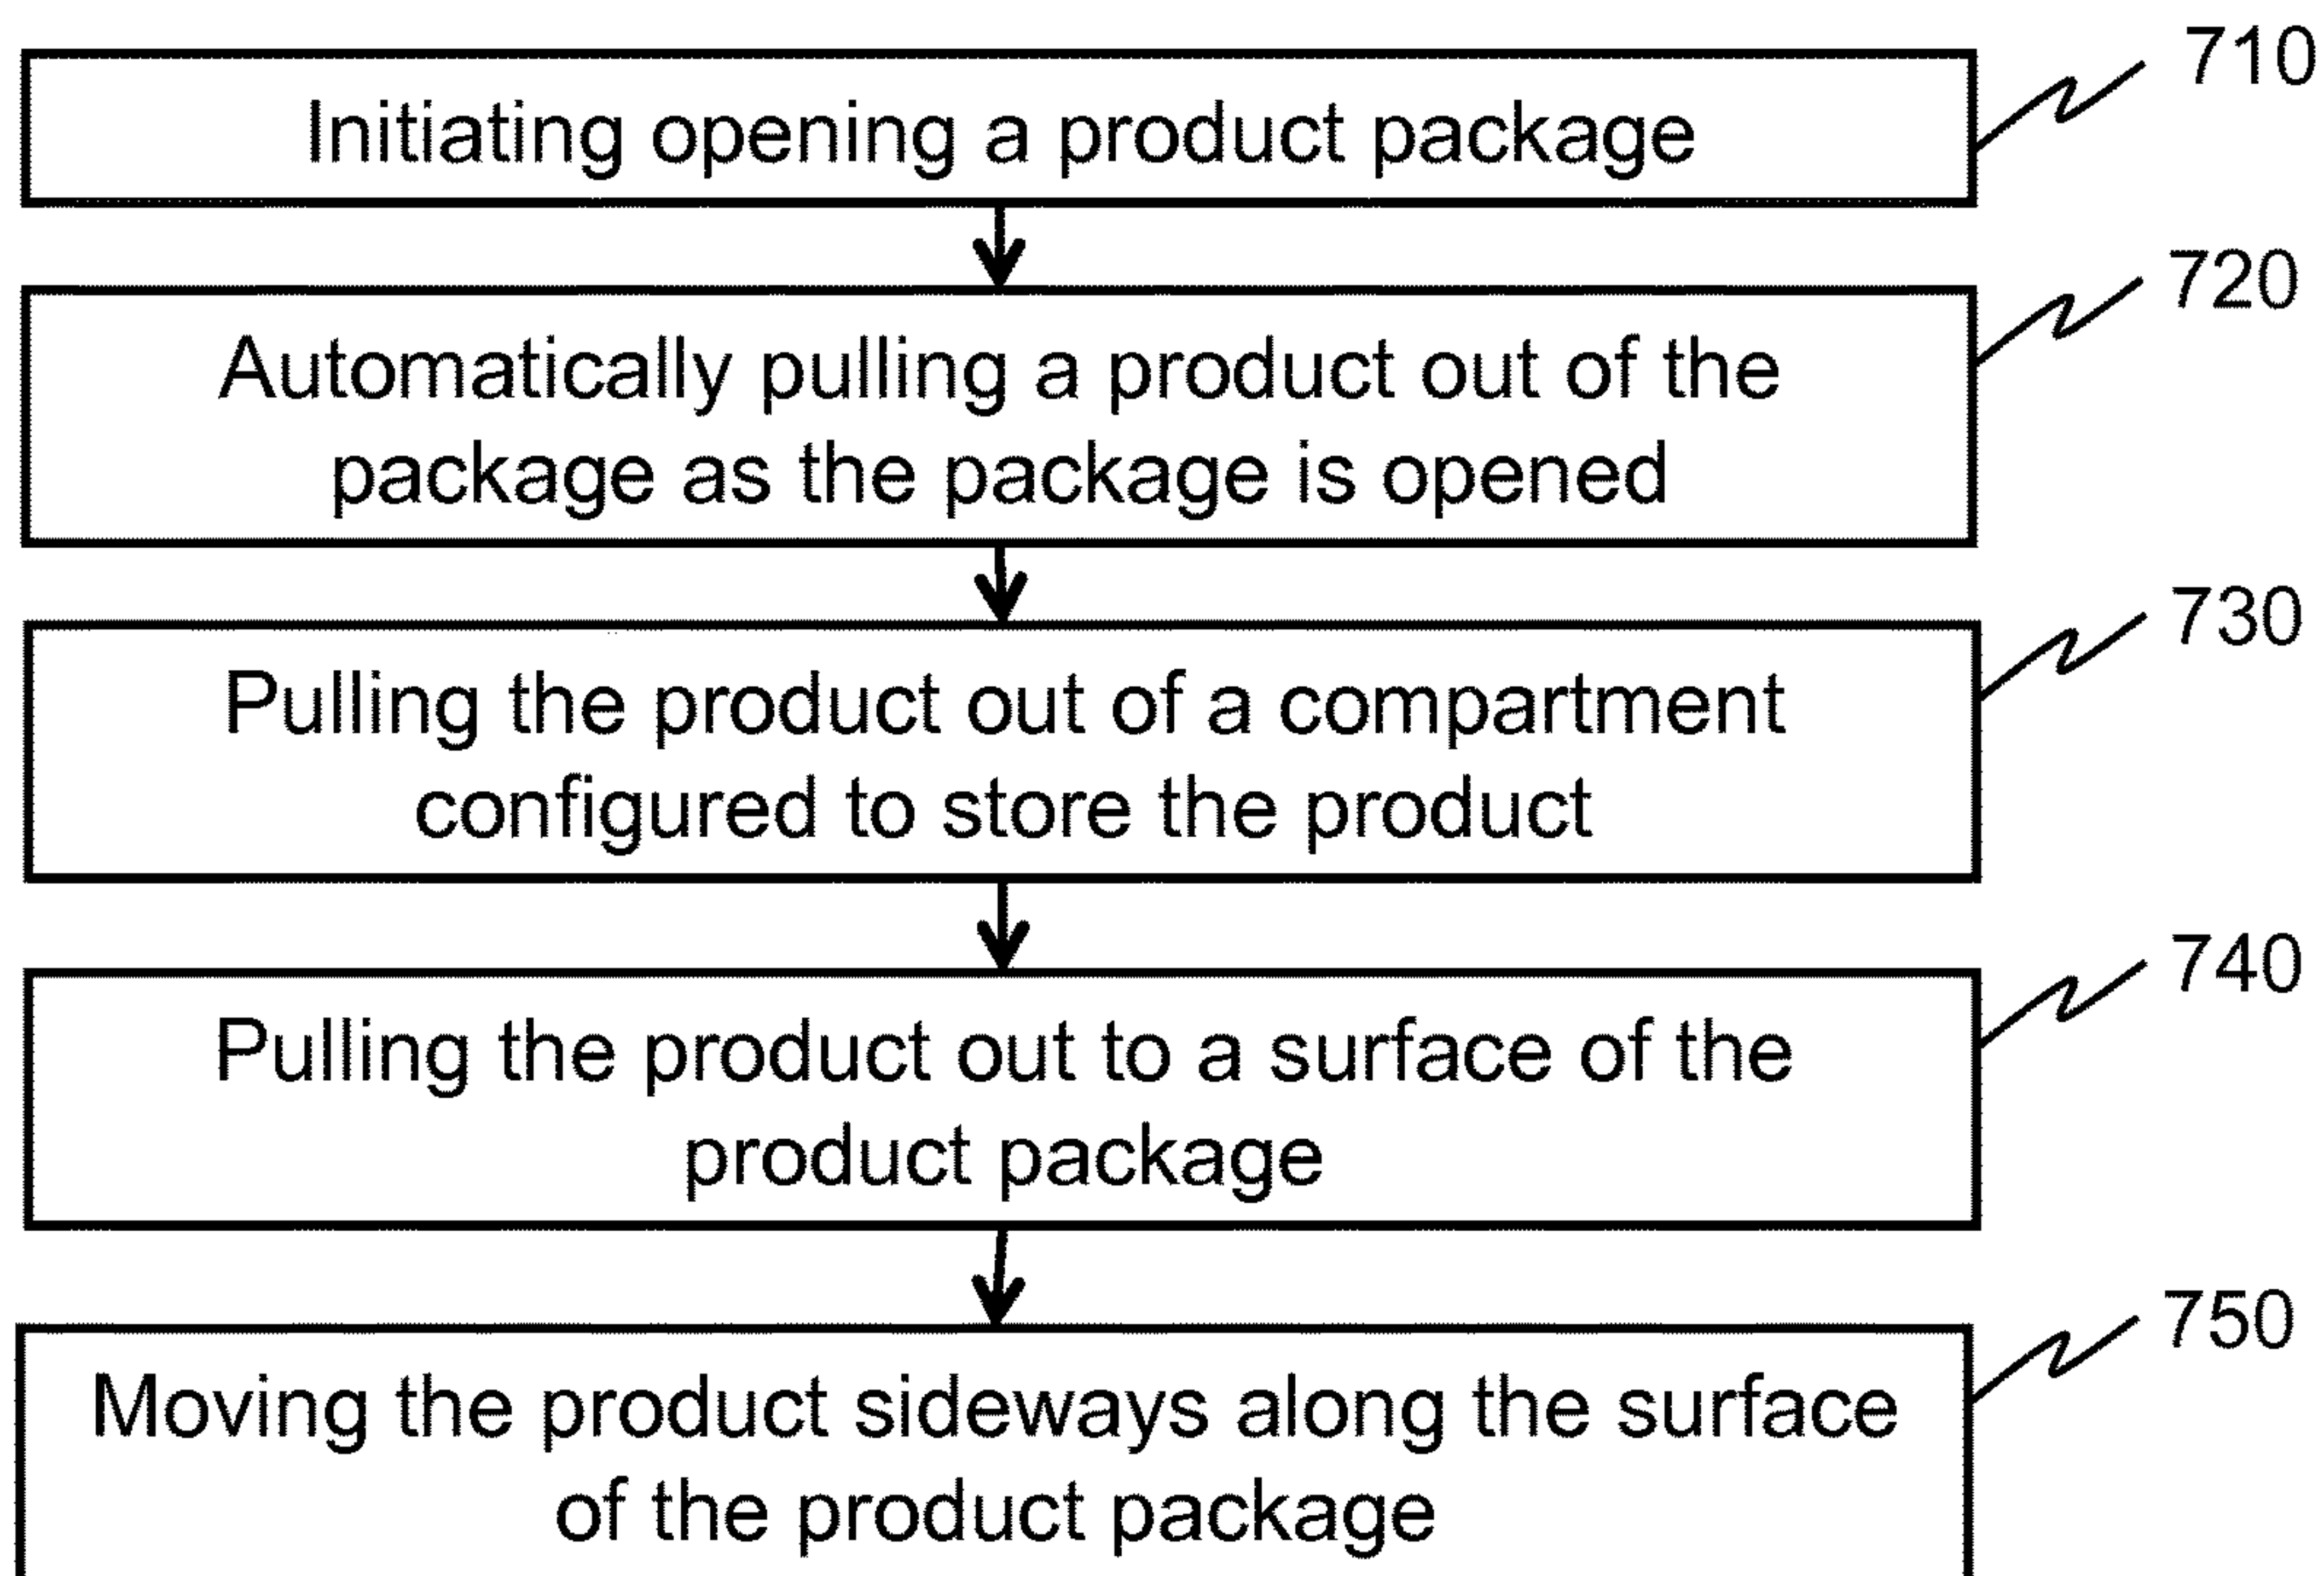 710
Initiating opening a product package
720
Automatically pulling a product out of the
package as the package is opened
730
Pulling the product out of a compartment
configured to store the product
740
Pulling the product out to a surface of the
product package
750
Moving the product sideways along the surface
of the product package